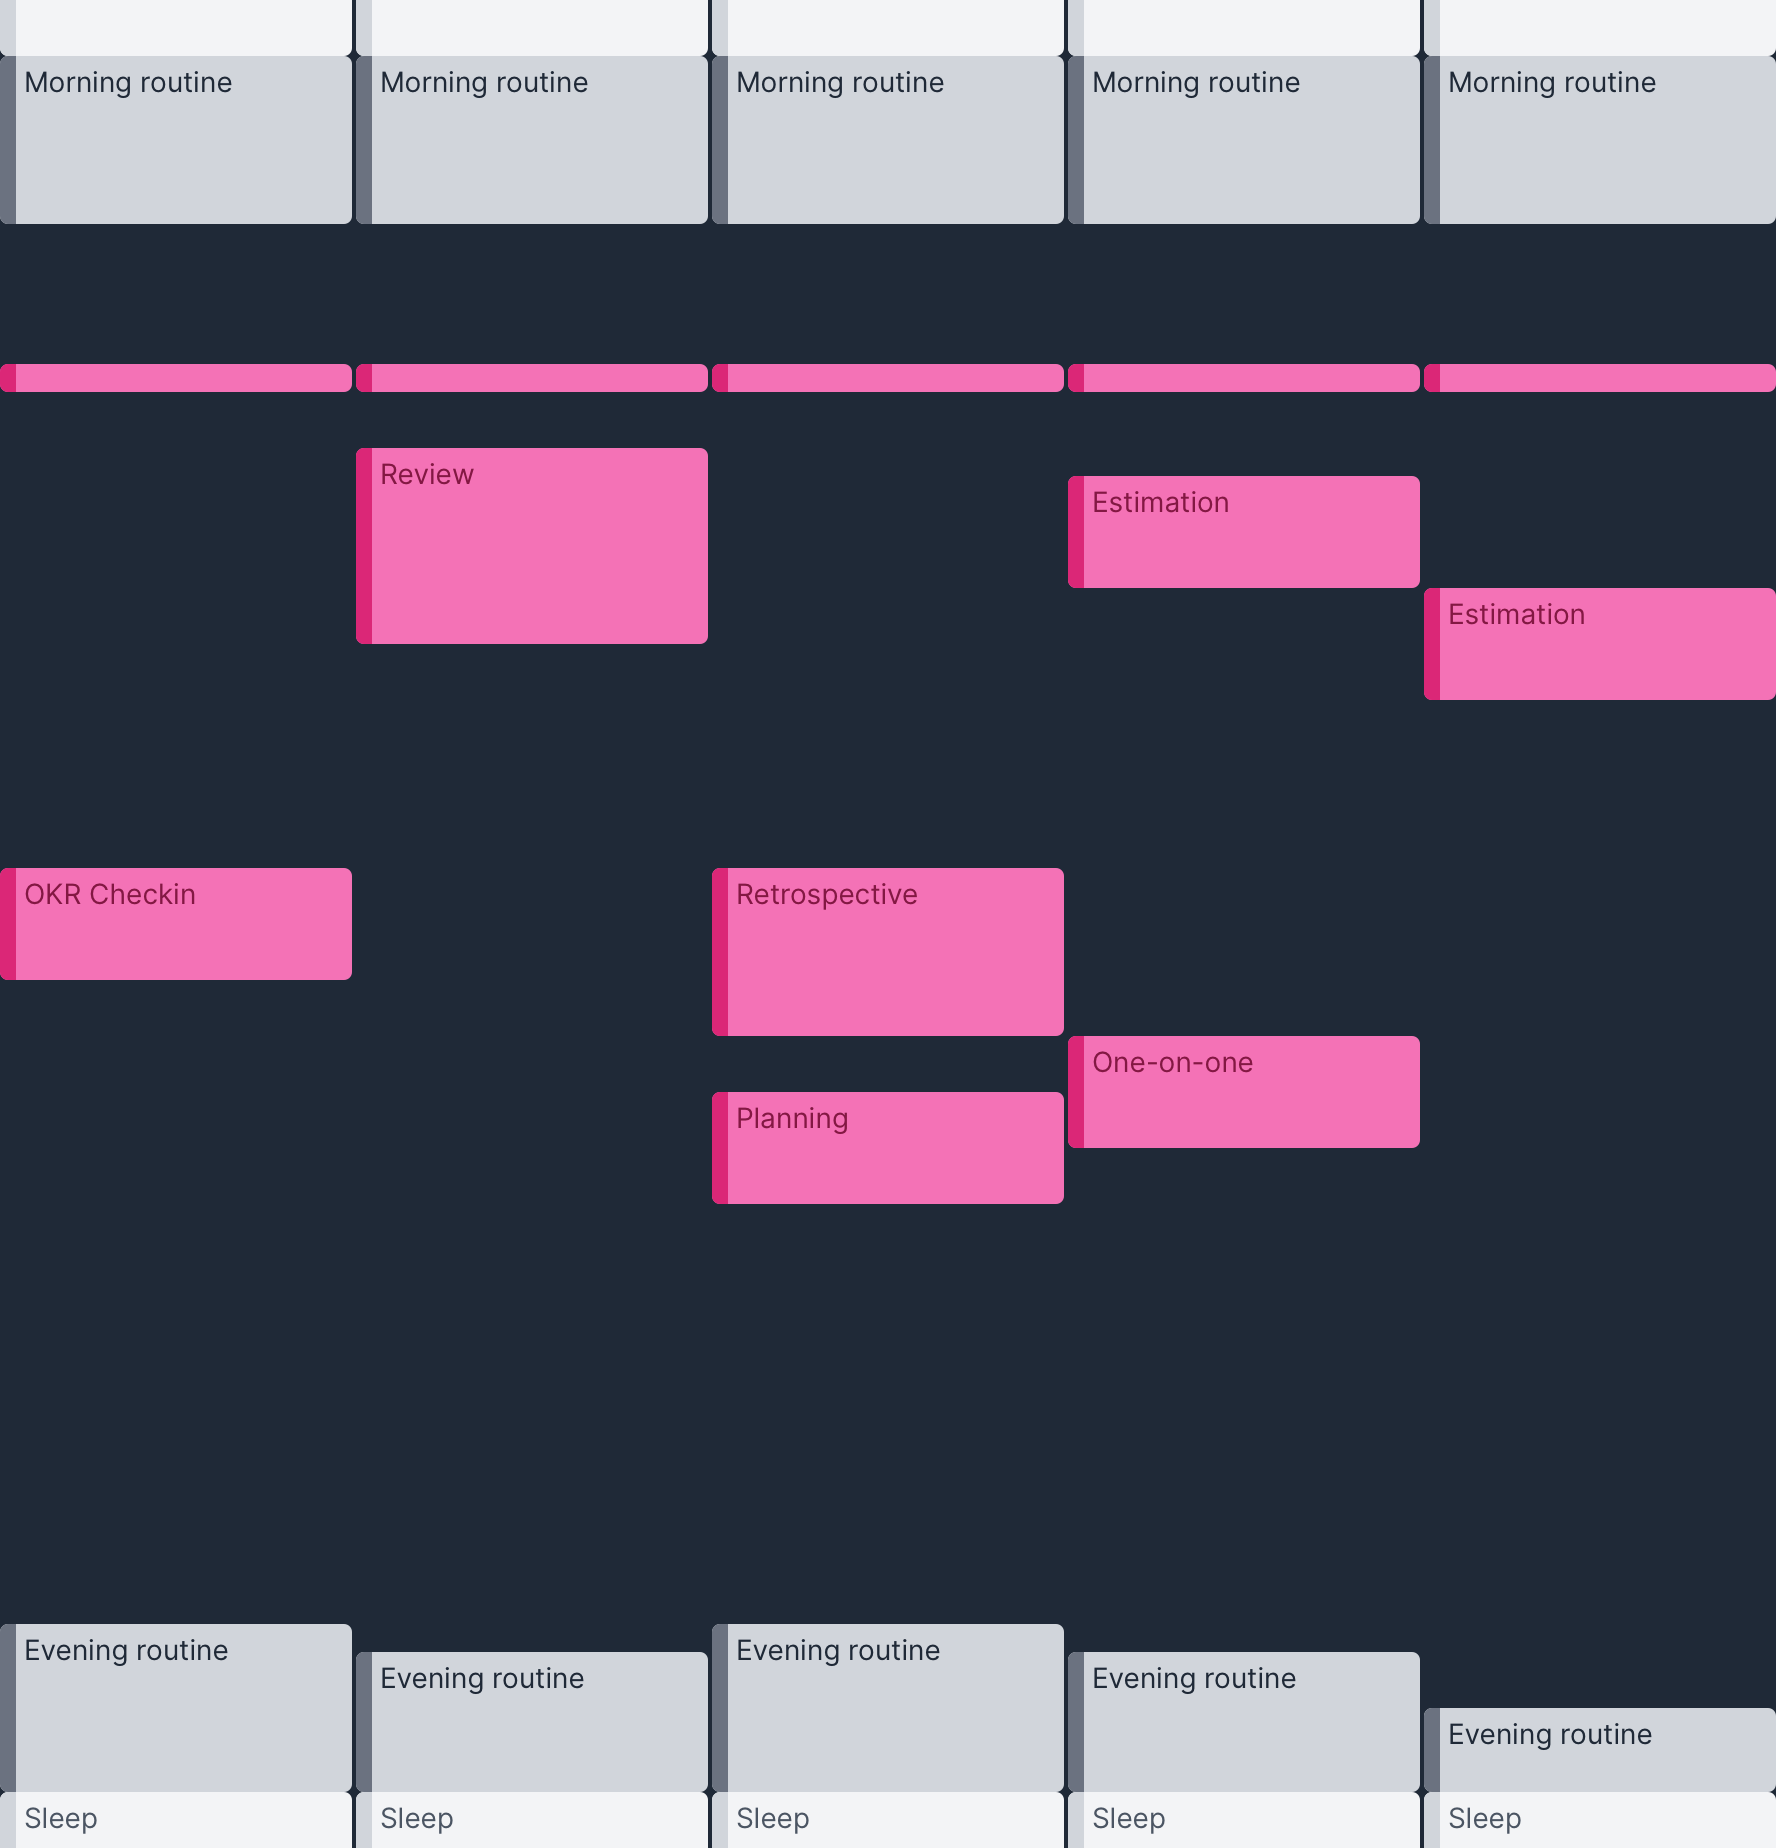 Morning routine
Morning routine
Morning routine
Morning routine
Morning routine
Review
Estimation
Estimation
OKR Checkin
Retrospective
One-on-one
Planning
Evening routine
Evening routine
Evening routine
Evening routine
Evening routine
Sleep
Sleep
Sleep
Sleep
Sleep